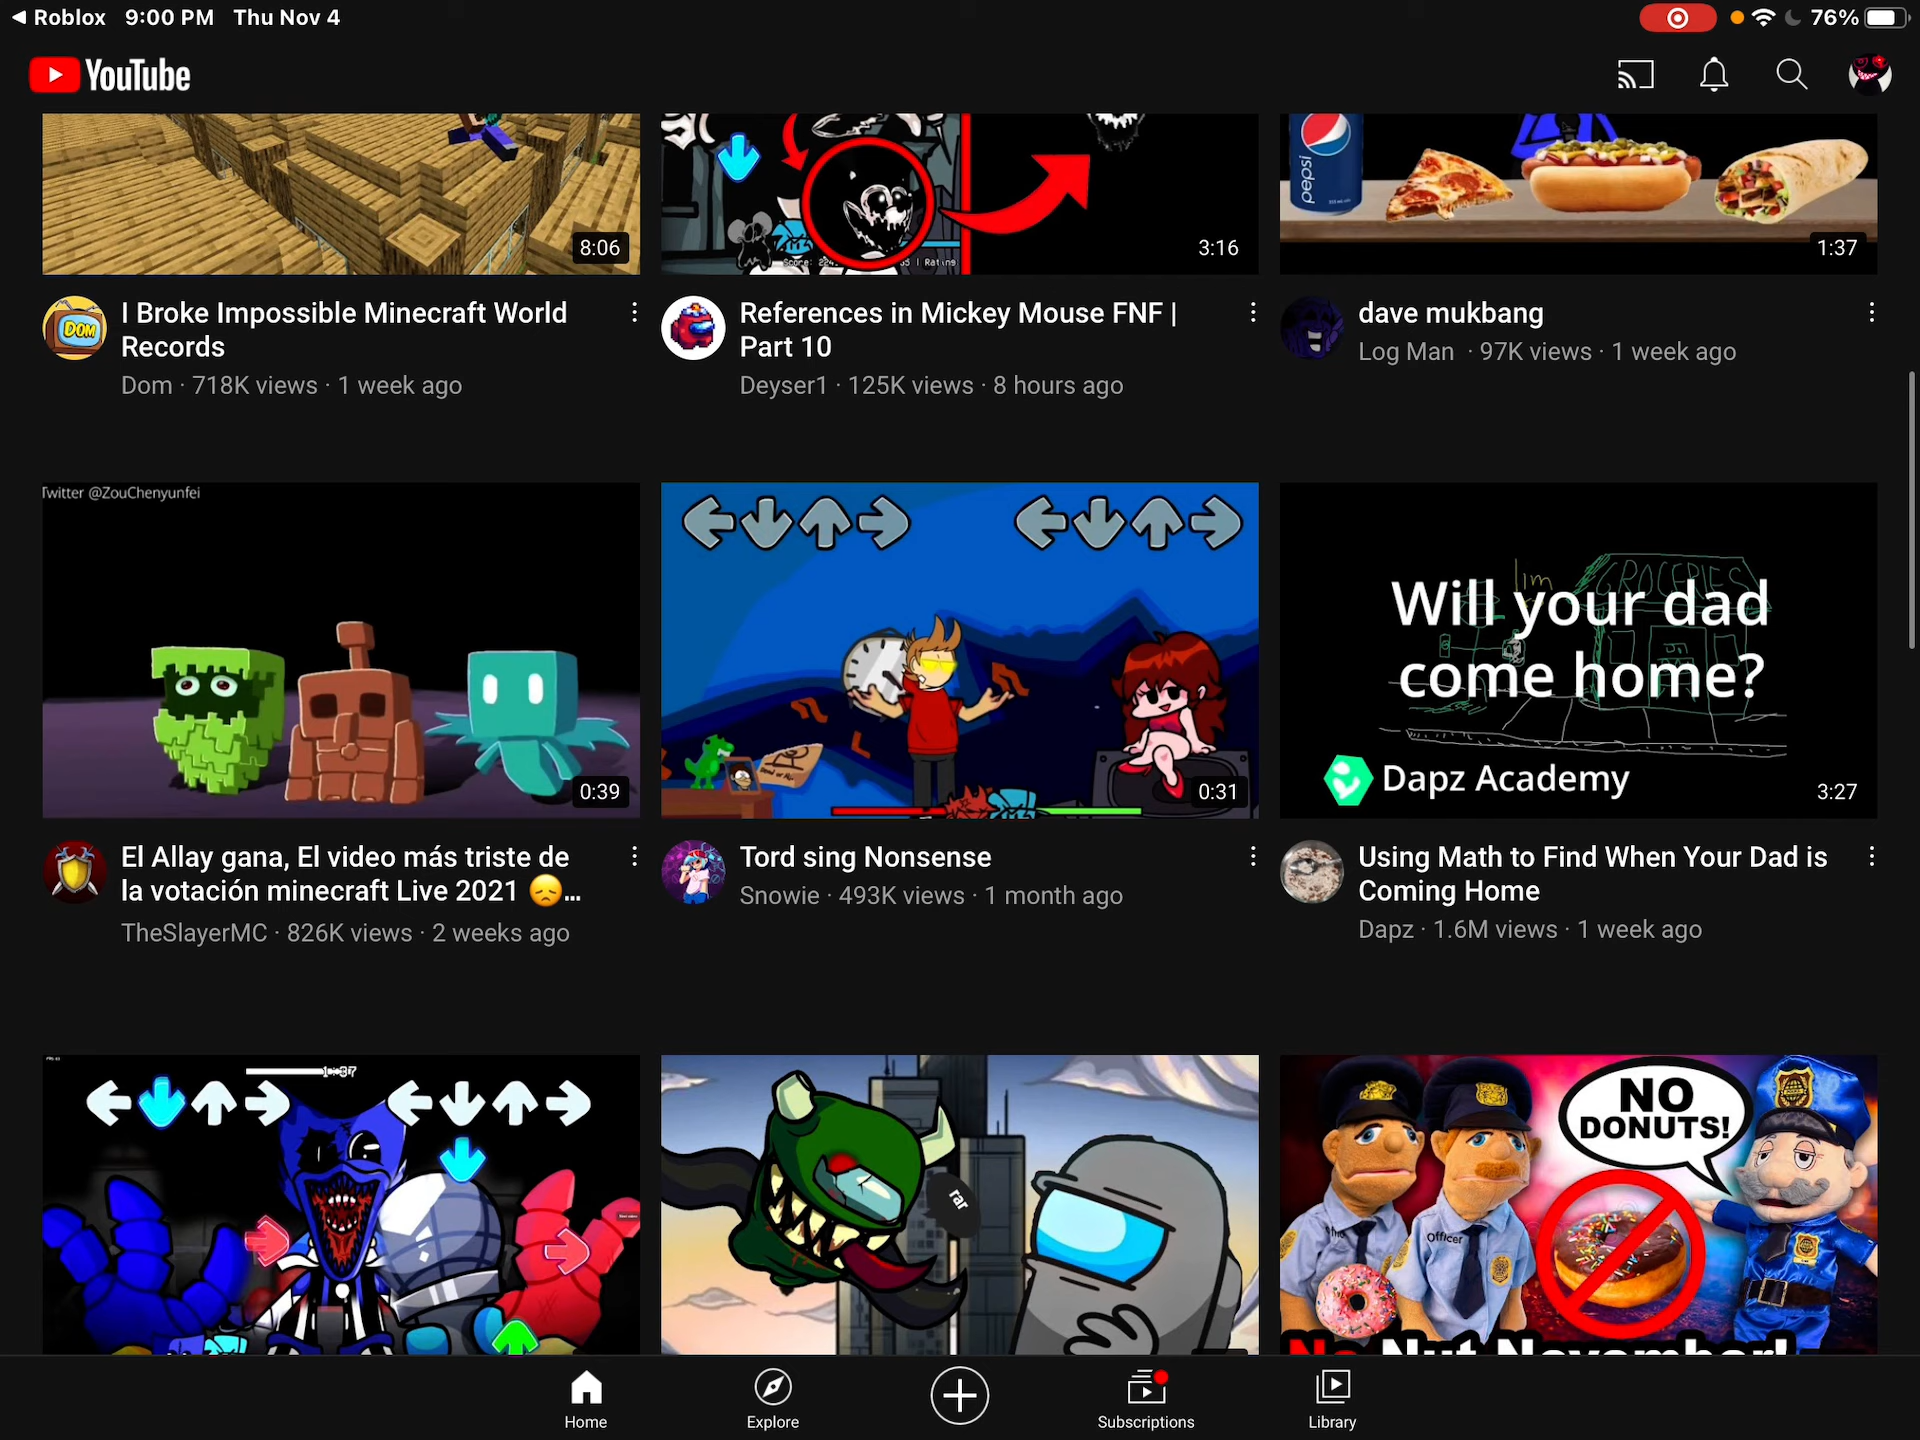 Roblox 9:00 PM Thu Nov 4 76%
YouTube
pepsi
8:06
3:16
1:37
I Broke Impossible Minecraft World
Records
Dom · 718K views · 1 week ago
References in Mickey Mouse FNF |
Part 10
Deyser1 · 125K views · 8 hours ago
dave mukbang
Log Man · 97K views · 1 week ago
DOM
Twitter @ZouChenyunfei
0:39
0:31
GROCERIES
Will your dad
come home?
Dapz Academy
3:27
El Allay gana, El video más triste de
la votación minecraft Live 2021 😞...
TheSlayerMC · 826K views · 2 weeks ago
Tord sing Nonsense
Snowie · 493K views · 1 month ago
Using Math to Find When Your Dad is
Coming Home
Dapz · 1.6M views · 1 week ago
rar
NO
DONUTS!
Officer
No Nut November!
Home
Explore
Subscriptions
Library